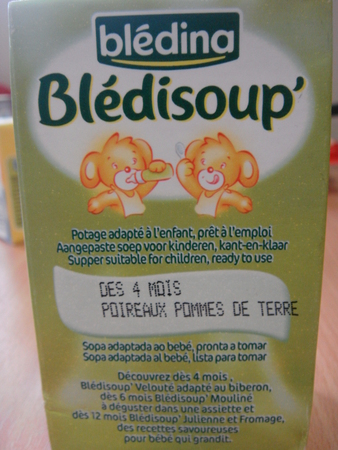 blédina
Blédisoup'
Potage adapté à l'enfant, prêt à l'emploi
Aangepaste soep voor kinderen, kant-en-klaar
Supper suitable for children, ready to use
DES 4 MOIS
POIREAUX POMMES DE TERRE
Sopa adaptada ao bebé, pronta a tomar
Sopa adaptada al bebé, lista para tomar
Découvrez dès 4 mois,
Blédisoup' Velouté adapté au biberon,
dès 6 mois Blédisoup' Mouliné
à déguster dans une assiette et
dès 12 mois Blédisoup' Julienne et Fromage,
des recettes savoureuses
pour bébé qui grandit.